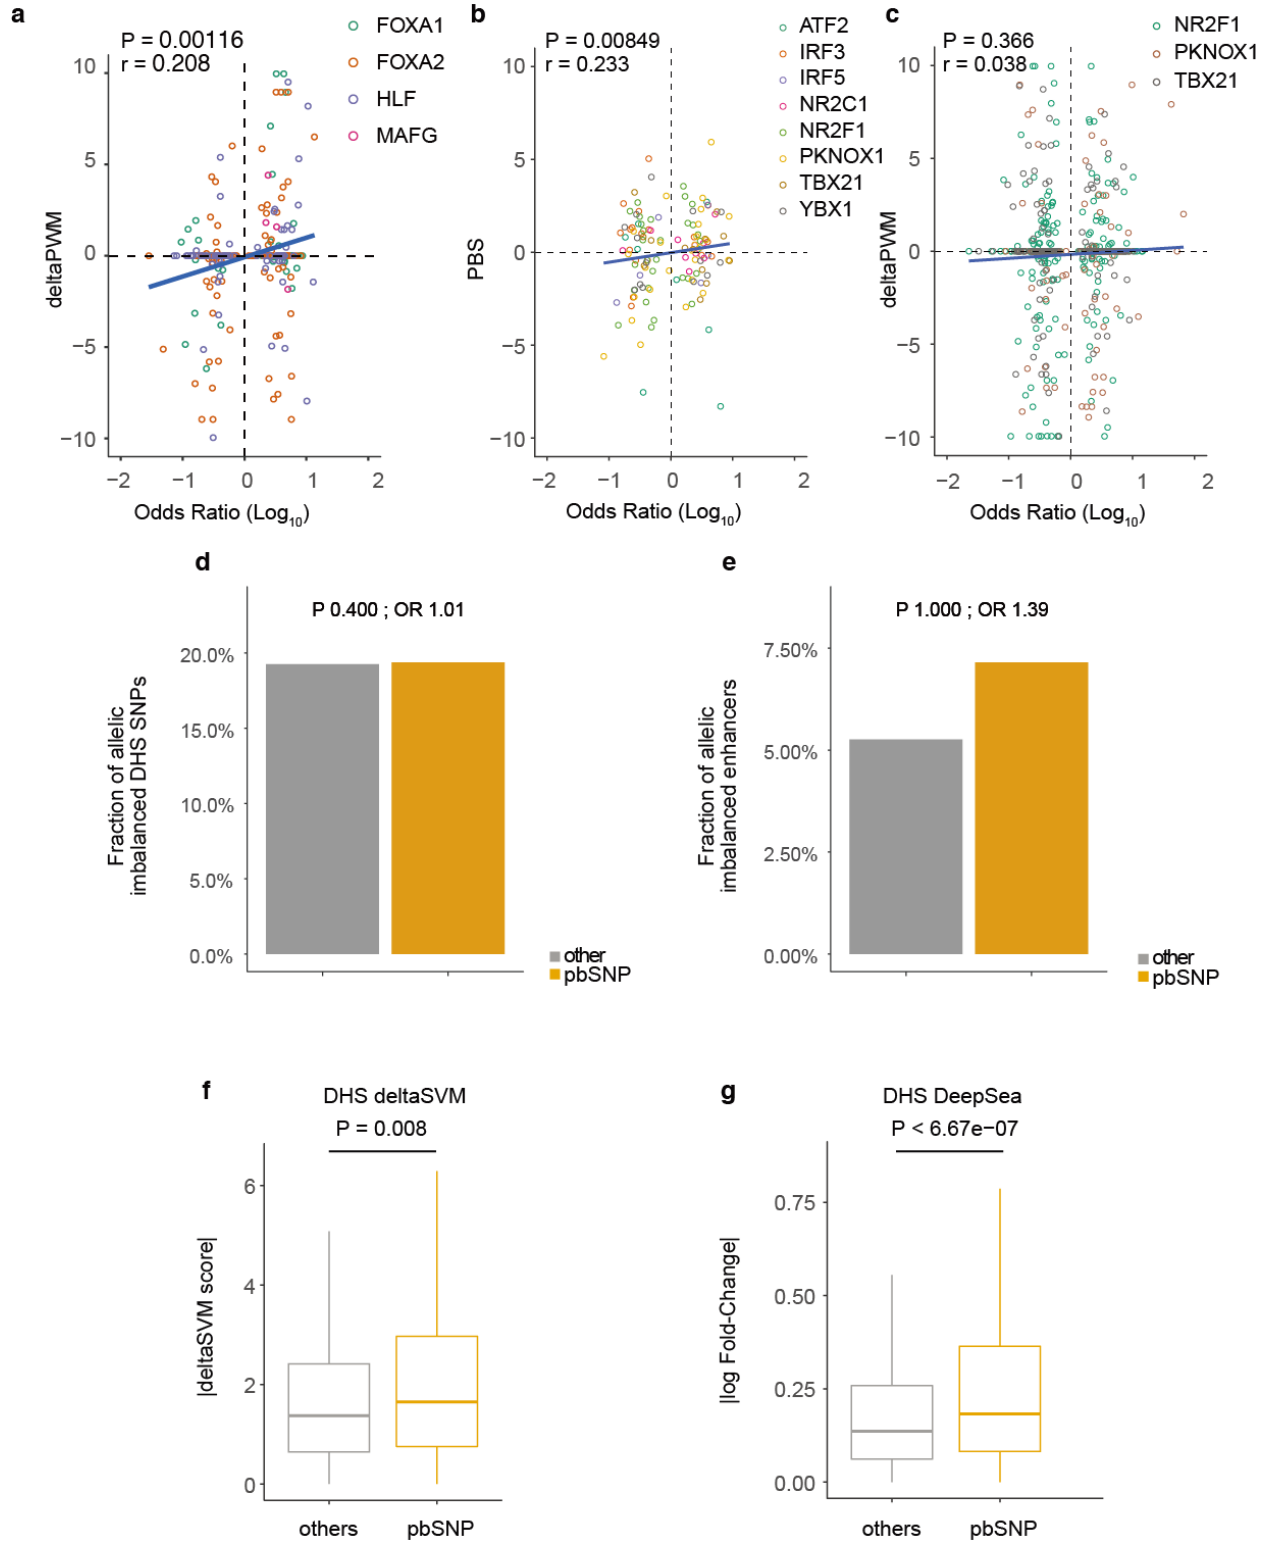 a
P = 0.00116
r = 0.208
FOXA1
FOXA2
HLF
MAFG
10
5
0
−5
−10
deltaPWM
−2
−1
0
1
2
Odds Ratio (Log10)
b
P = 0.00849
r = 0.233
ATF2
IRF3
IRF5
NR2C1
NR2F1
PKNOX1
TBX21
YBX1
10
5
0
−5
−10
PBS
−2
−1
0
1
2
Odds Ratio (Log10)
c
P = 0.366
r = 0.038
NR2F1
PKNOX1
TBX21
10
5
0
−5
−10
deltaPWM
−2
−1
0
1
2
Odds Ratio (Log10)
d
P 0.400 ; OR 1.01
20.0%
15.0%
10.0%
5.0%
0.0%
Fraction of allelic
imbalanced DHS SNPs
other
pbSNP
e
P 1.000 ; OR 1.39
7.50%
5.00%
2.50%
0.00%
Fraction of allelic
imbalanced enhancers
other
pbSNP
f
DHS deltaSVM
P = 0.008
6
4
2
0
|deltaSVM score|
others
pbSNP
g
DHS DeepSea
P < 6.67e−07
0.75
0.50
0.25
0.00
|log Fold-Change|
others
pbSNP